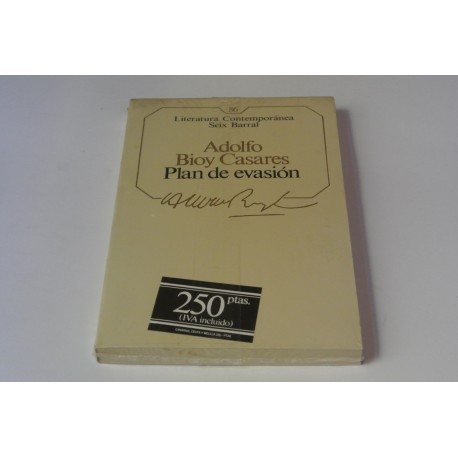 Literatura Contemporánea
Seix Barral
Adolfo
Bioy Casares
Plan de evasión
250 ptas.
(IVA incluido)